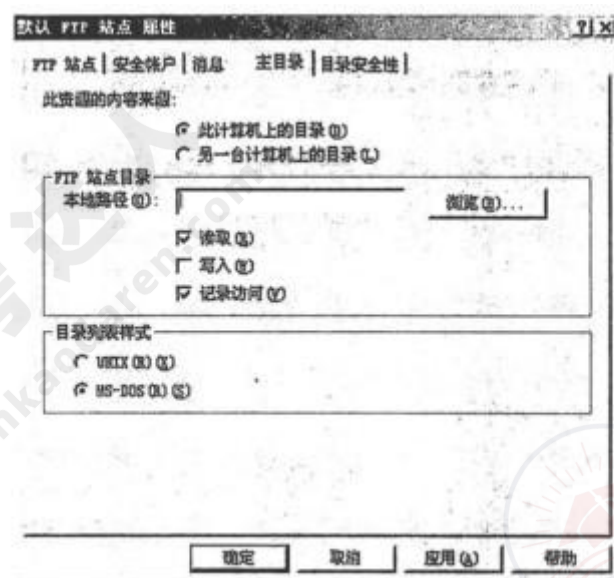 默认 FTP 站点 属性
FTP 站点 安全帐户 消息 主目录 目录安全性
此资源的内容来源:
此计算机上的目录(D)
另一台计算机上的目录(L)
FTP 站点目录
本地路径(O): 浏览(B)...
读取(R)
写入(W)
记录访问(V)
目录列表样式
UNIX (R)(X)
MS-DOS (R)(S)
确定 取消 应用(A) 帮助